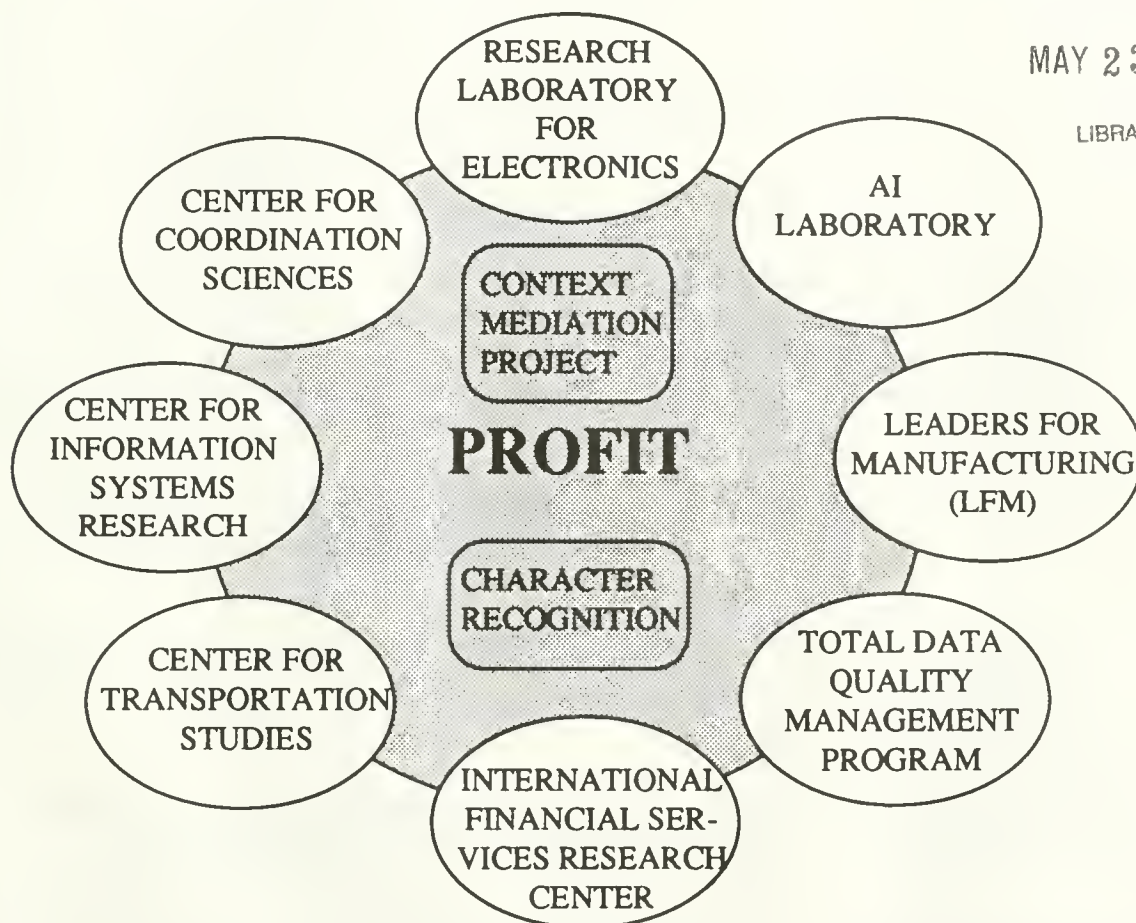 RESEARCH
LABORATORY
FOR
ELECTRONICS
MAY 2
AI
LABORATORY
CENTER FOR
COORDINATION
SCIENCES
CONTEXT
MEDIATION
PROJECT
CENTER FOR
INFORMATION
SYSTEMS
RESEARCH
PROFIT
LEADERS FOR
MANUFACTURING
(LFM)
CHARACTER
RECOGNITION
CENTER FOR
TRANSPORTATION
STUDIES
TOTAL DATA
QUALITY
MANAGEMENT
PROGRAM
INTERNATIONAL
FINANCIAL SER-
VICES RESEARCH
CENTER